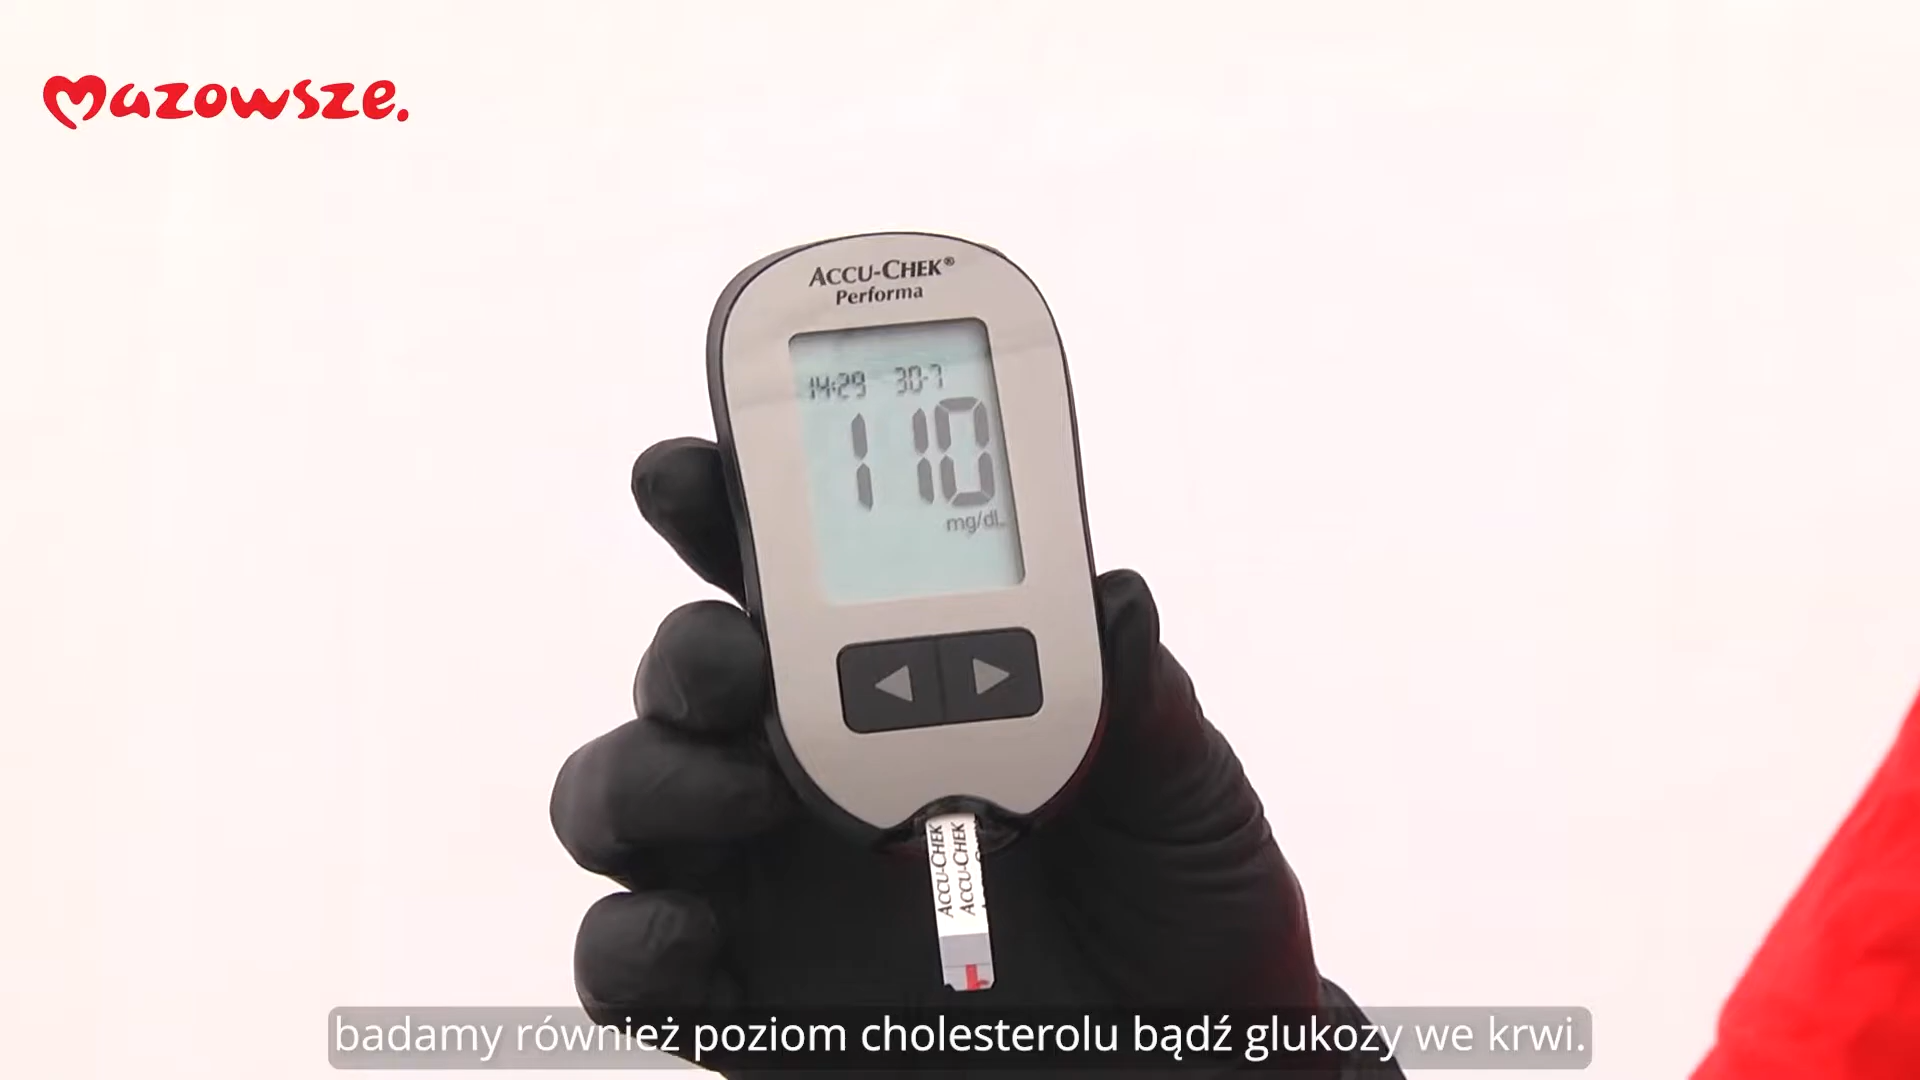 Mazowsze.
ACCU-CHEK®
Performa
14:29 30-7
110
mg/dL
ACCU-CHEK
ACCU-CHEK
badamy również poziom cholesterolu bądź glukozy we krwi.